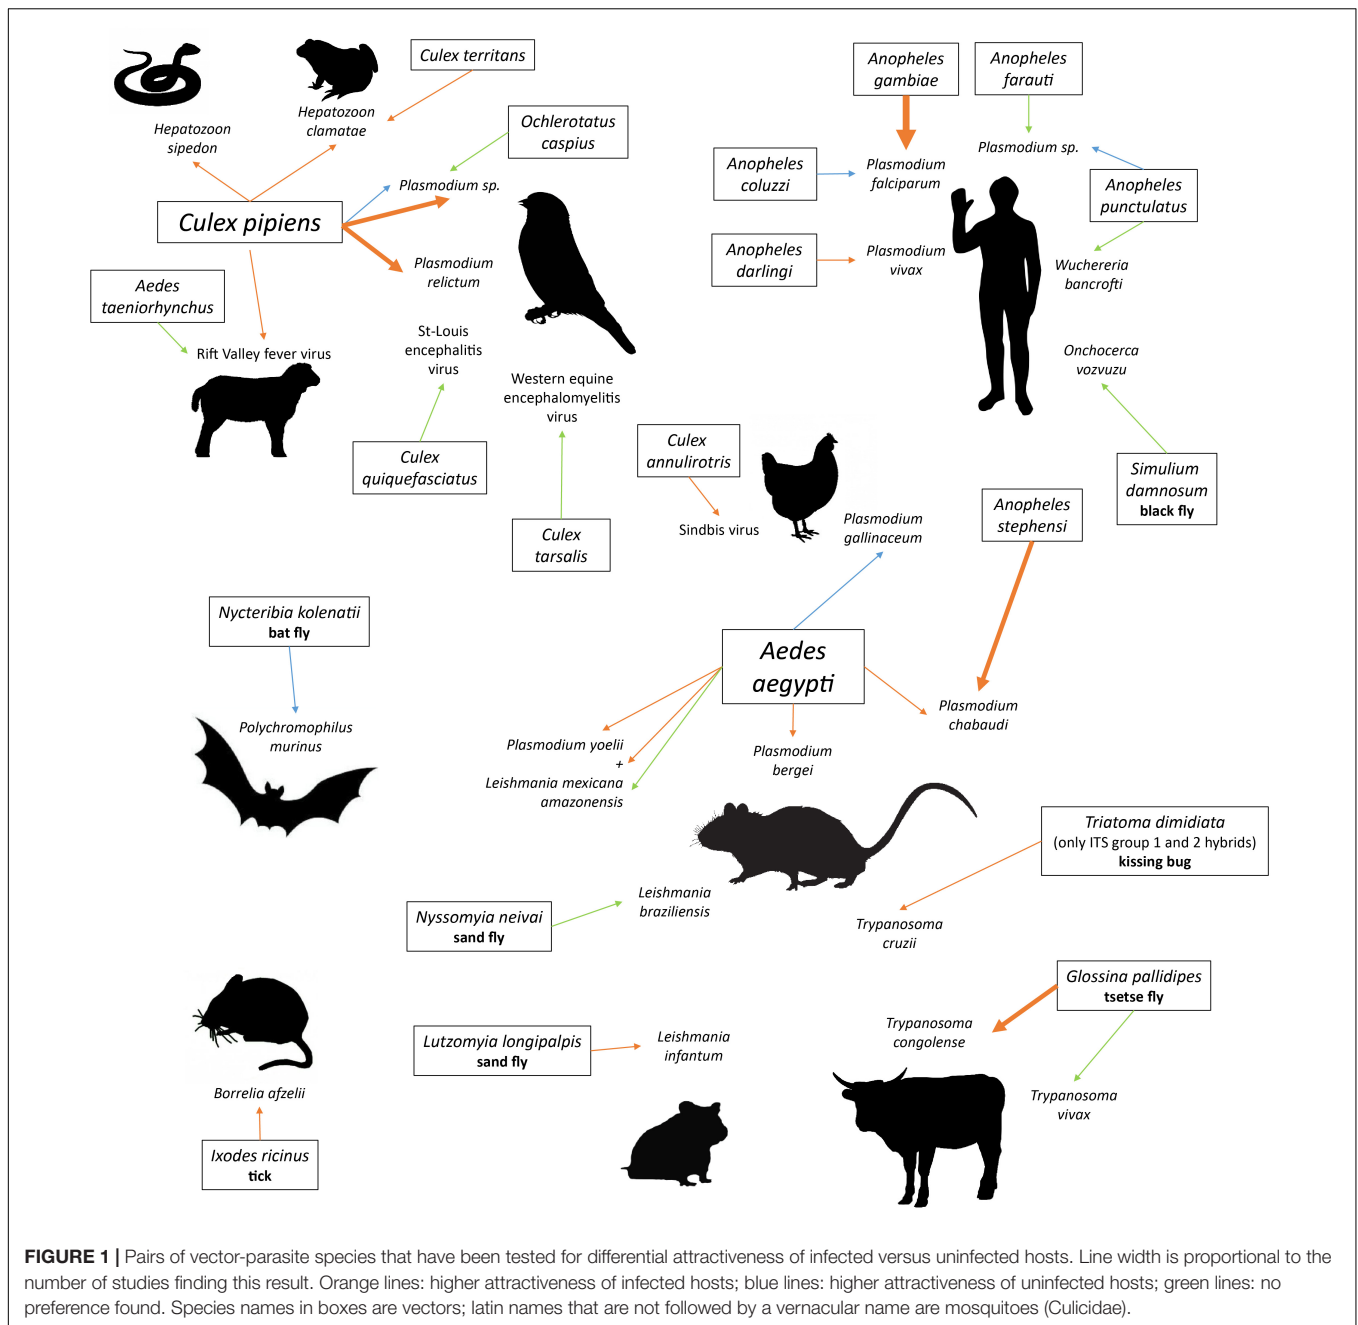 Culex territans
Hepatozoon
clamatae
Hepatozoon
sipedon
Ochlerotatus
caspius
Plasmodium sp.
Culex pipiens
Plasmodium
relictum
Aedes
taeniorhynchus
Rift Valley fever virus
St-Louis
encephalitis
virus
Western equine
encephalomyelitis
virus
Culex
quiquefasciatus
Culex
tarsalis
Anopheles
gambiae
Anopheles
farauti
Anopheles
coluzzi
Plasmodium
falciparum
Plasmodium sp.
Anopheles
punctulatus
Anopheles
darlingi
Plasmodium
vivax
Wuchereria
bancrofti
Onchocerca
vozvuzu
Simulium
damnosum
black fly
Culex
annulirotris
Sindbis virus
Plasmodium
gallinaceum
Anopheles
stephensi
Nycteribia kolenatii
bat fly
Polychromophilus
murinus
Aedes
aegypti
Plasmodium yoelii
+
Leishmania mexicana
amazonensis
Plasmodium
bergei
Plasmodium
chabaudi
Triatoma dimidiata
(only ITS group 1 and 2 hybrids)
kissing bug
Leishmania
braziliensis
Nyssomyia neivai
sand fly
Trypanosoma
cruzii
Glossina pallidipes
tsetse fly
Trypanosoma
congolense
Trypanosoma
vivax
Lutzomyia longipalpis
sand fly
Leishmania
infantum
Borrelia afzelii
Ixodes ricinus
tick
FIGURE 1 | Pairs of vector-parasite species that have been tested for differential attractiveness of infected versus uninfected hosts. Line width is proportional to the
number of studies finding this result. Orange lines: higher attractiveness of infected hosts; blue lines: higher attractiveness of uninfected hosts; green lines: no
preference found. Species names in boxes are vectors; latin names that are not followed by a vernacular name are mosquitoes (Culicidae).